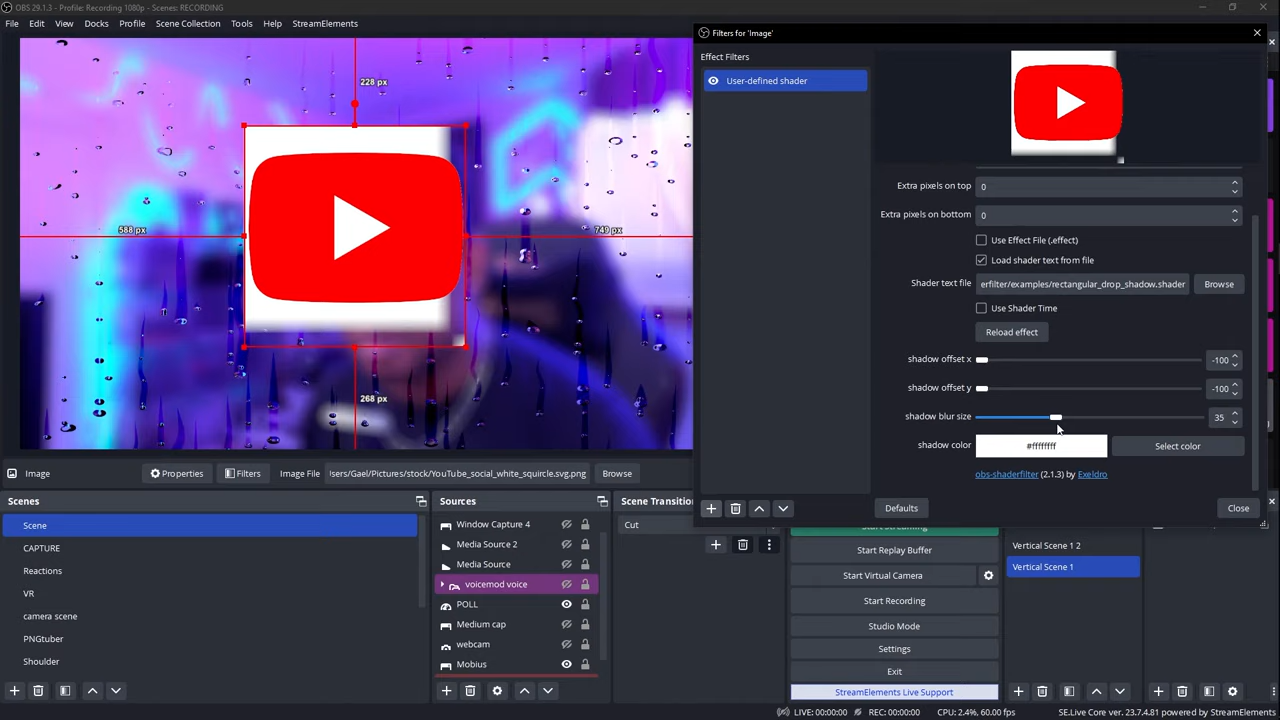 OBS 29.1.3 - Profile: Recording 1080p - Scenes: RECORDING
File Edit View Docks Profile Scene Collection Tools Help StreamElements
228 px
588 px
749 px
268 px
Filters for 'Image'
Effect Filters
User-defined shader
Extra pixels on top 0
Extra pixels on bottom 0
Use Effect File (.effect)
Load shader text from file
Shader text file erfilter/examples/rectangular_drop_shadow.shader Browse
Use Shader Time
Reload effect
shadow offset x -100
shadow offset y -100
shadow blur size 35
shadow color #ffffffff Select color
obs-shaderfilter (2.1.3) by Exeldro
Defaults Close
Image Properties Filters Image File !sers/Gael/Pictures/stock/YouTube_social_white_squircle.svg.png Browse
Scenes
Scene
CAPTURE
Reactions
VR
camera scene
PNGtuber
Shoulder
Sources
Window Capture 4
Media Source 2
Media Source
voicemod voice
POLL
Medium cap
webcam
Mobius
Scene Transition
Cut
Start Streaming
Start Replay Buffer
Start Virtual Camera
Start Recording
Studio Mode
Settings
Exit
StreamElements Live Support
Vertical Scene 1 2
Vertical Scene 1
LIVE: 00:00:00 REC: 00:00:00 CPU: 2.4%, 60.00 fps SE.Live Core ver. 23.7.4.81 powered by StreamElements